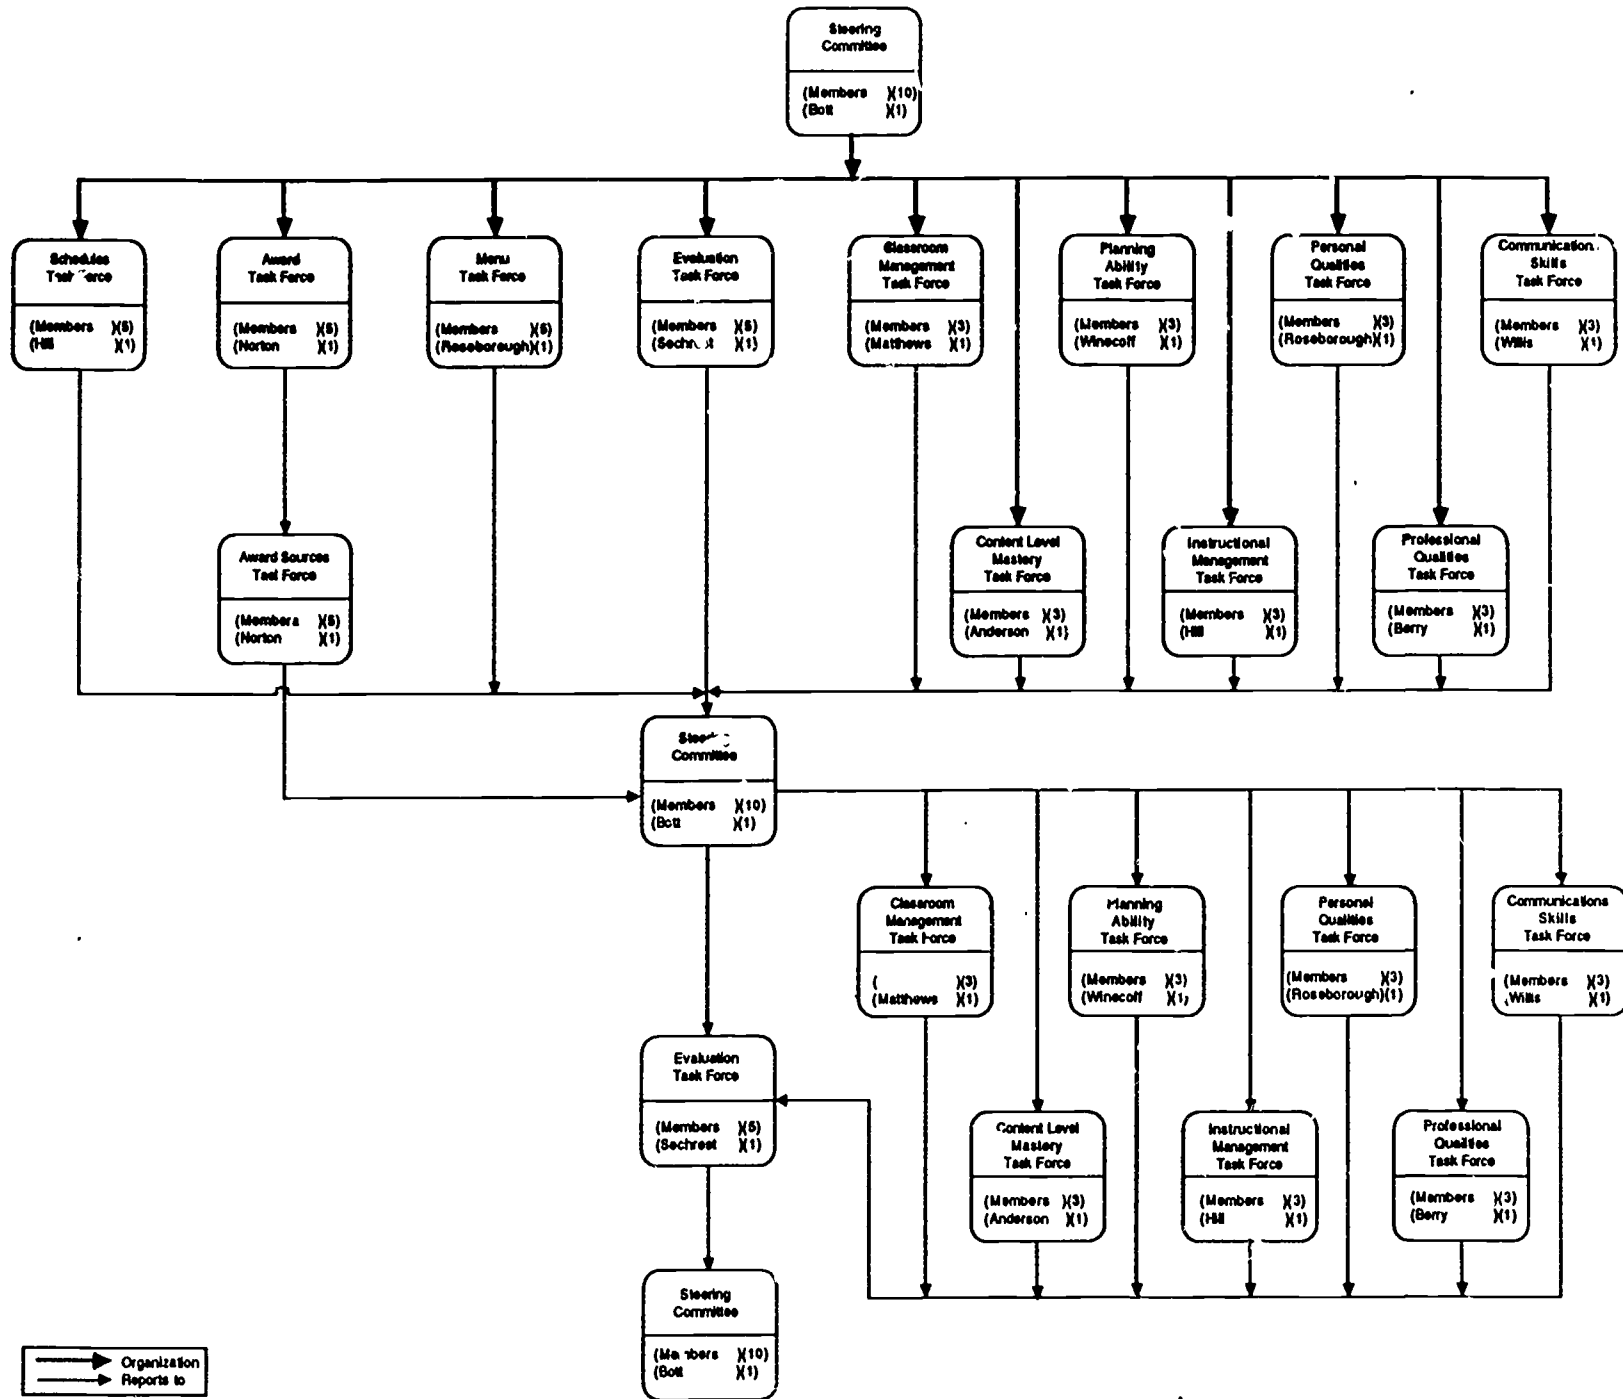 Steering
Committee
(Members )(10)
(Bott )(1)
Schedules
Task Force
(Members )(5)
(Hill )(1)
Award
Task Force
(Members )(5)
(Norton )(1)
Menu
Task Force
(Members )(5)
(Roseborough)(1)
Evaluation
Task Force
(Members )(5)
(Sechrest )(1)
Classroom
Management
Task Force
(Members )(3)
(Matthews )(1)
Planning
Ability
Task Force
(Members )(3)
(Winecoff )(1)
Personal
Qualities
Task Force
(Members )(3)
(Roseborough)(1)
Communications
Skills
Task Force
(Members )(3)
(Willis )(1)
Award Sources
Task Force
(Members )(5)
(Norton )(1)
Content Level
Mastery
Task Force
(Members )(3)
(Anderson )(1)
Instructional
Management
Task Force
(Members )(3)
(Hill )(1)
Professional
Qualities
Task Force
(Members )(3)
(Berry )(1)
Steering
Committee
(Members )(10)
(Bott )(1)
Classroom
Management
Task Force
( )(3)
(Matthews )(1)
Planning
Ability
Task Force
(Members )(3)
(Winecoff )(1)
Personel
Qualities
Task Force
(Members )(3)
(Roseborough)(1)
Communications
Skills
Task Force
(Members )(3)
(Willis )(1)
Evaluation
Task Force
(Members )(5)
(Sechrest )(1)
Content Level
Mastery
Task Force
(Members )(3)
(Anderson )(1)
Instructional
Management
Task Force
(Members )(3)
(Hill )(1)
Professional
Qualities
Task Force
(Members )(3)
(Berry )(1)
Steering
Committee
(Members )(10)
(Bott )(1)
Organization
Reports to